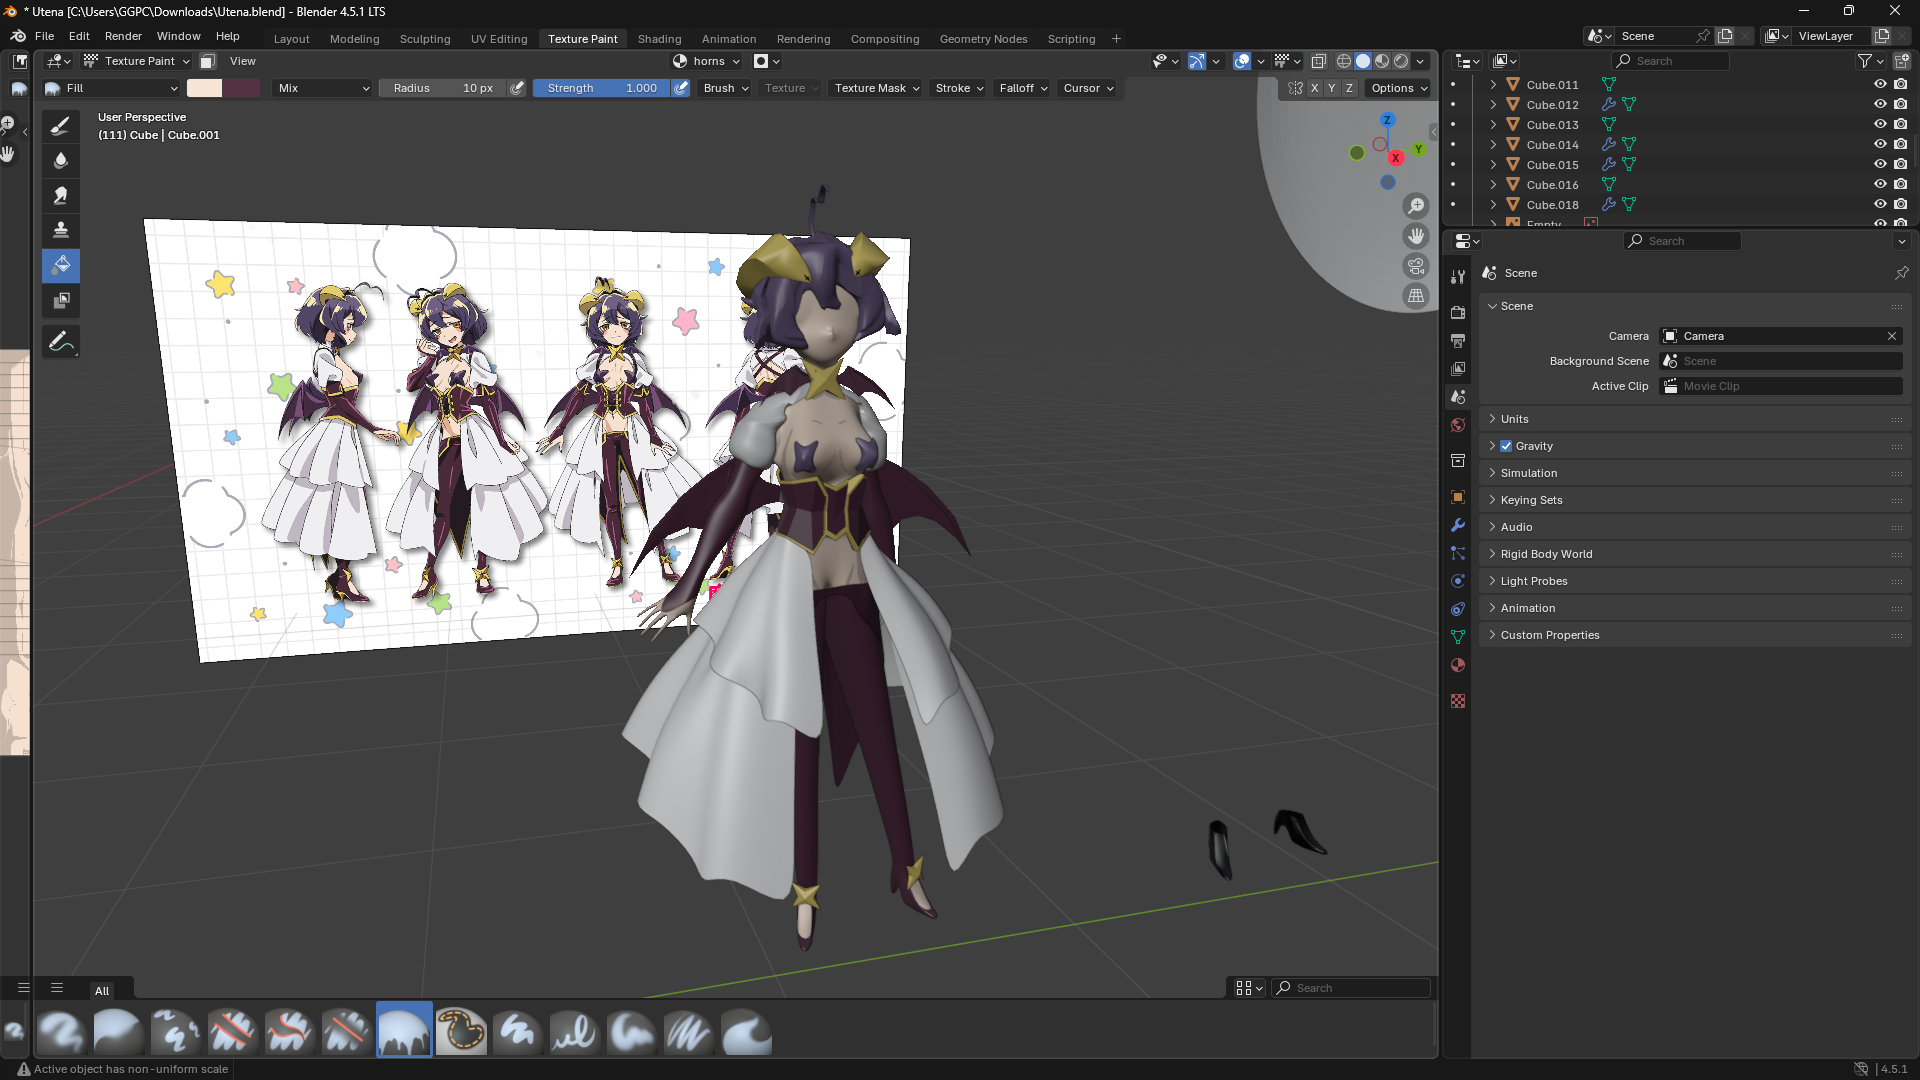 * Utena [C:\Users\GGPC\Downloads\Utena.blend] - Blender 4.5.1 LTS
File Edit Render Window Help
Layout Modeling Sculpting UV Editing Texture Paint Shading Animation Rendering Compositing Geometry Nodes Scripting +
Scene
ViewLayer
Texture Paint View
horns
Search
Fill Mix Radius 10 px Strength 1.000 Brush Texture Texture Mask Stroke Falloff Cursor
X Y Z Options
User Perspective
(111) Cube | Cube.001
Z
Y
X
Cube.011
Cube.012
Cube.013
Cube.014
Cube.015
Cube.016
Cube.018
Empty
Search
Scene
Scene
Camera Camera
Background Scene Scene
Active Clip Movie Clip
Units
Gravity
Simulation
Keying Sets
Audio
Rigid Body World
Light Probes
Animation
Custom Properties
All
Search
Active object has non-uniform scale
4.5.1